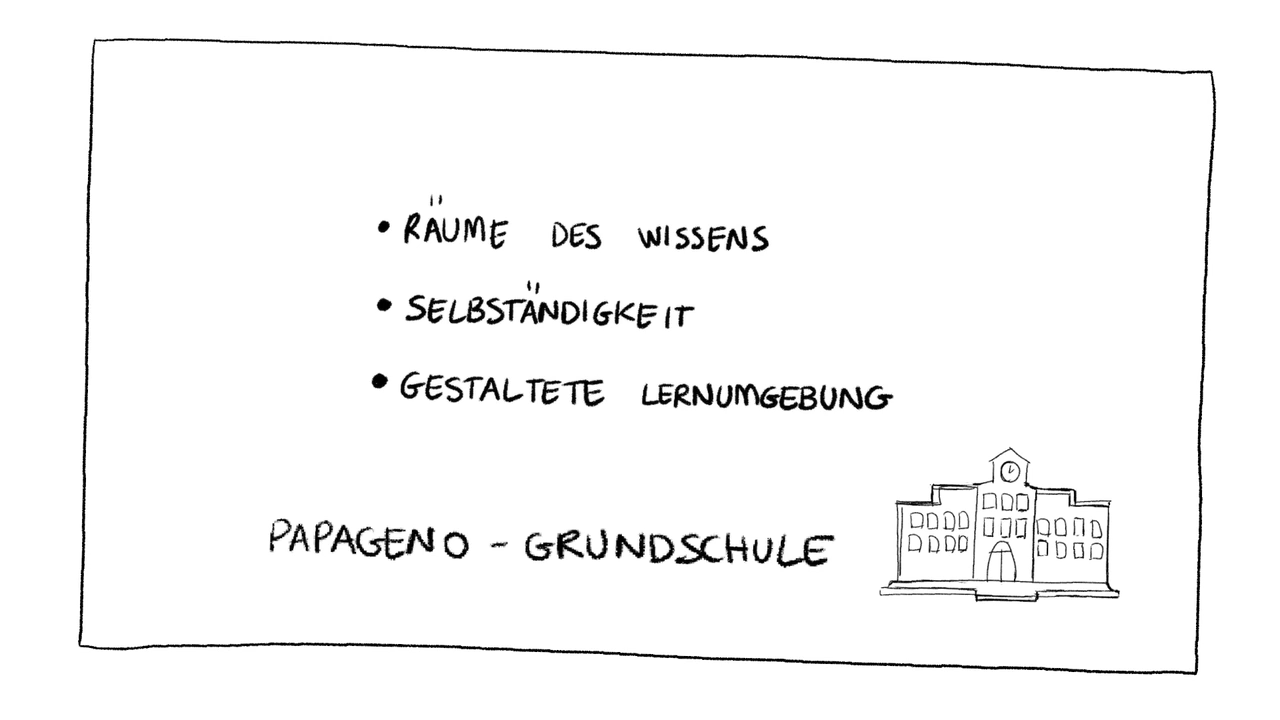 • RÄUME DES WISSENS
• SELBSTÄNDIGKEIT
• GESTALTETE LERNUMGEBUNG
PAPAGENO - GRUNDSCHULE